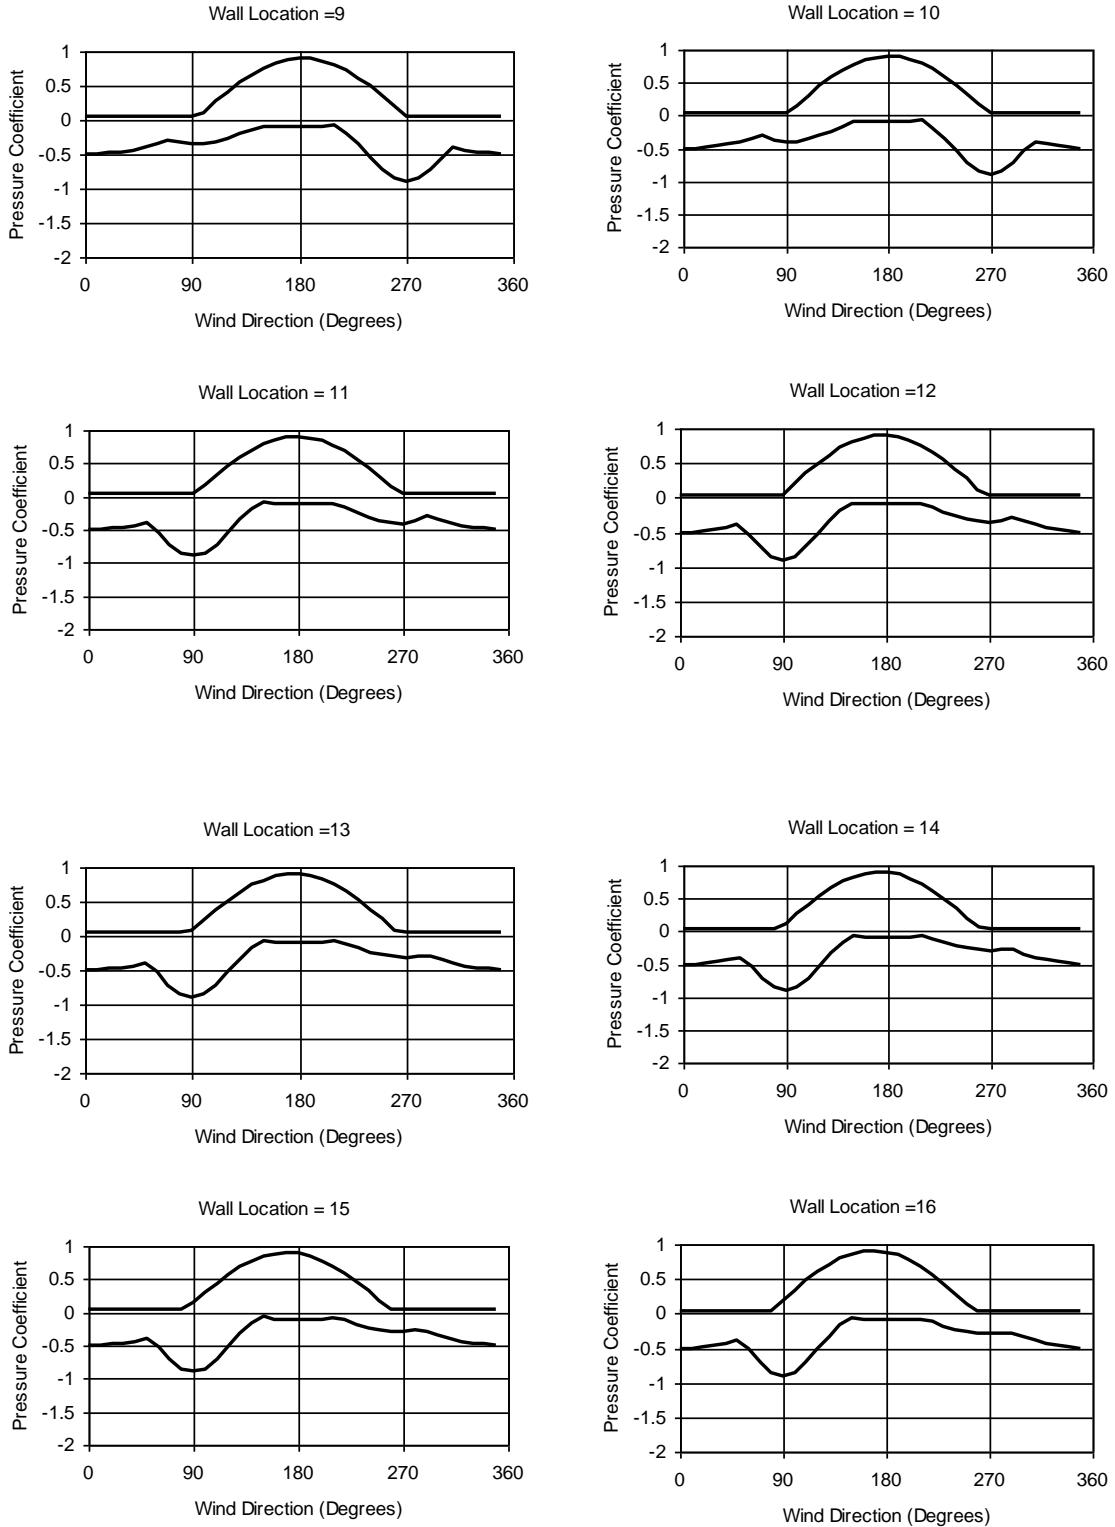 Wall Location =9
1
0.5
0
-0.5
-1
-1.5
-2
Pressure Coefficient
0 90 180 270 360
Wind Direction (Degrees)
Wall Location = 10
1
0.5
0
-0.5
-1
-1.5
-2
Pressure Coefficient
0 90 180 270 360
Wind Direction (Degrees)
Wall Location = 11
1
0.5
0
-0.5
-1
-1.5
-2
Pressure Coefficient
0 90 180 270 360
Wind Direction (Degrees)
Wall Location =12
1
0.5
0
-0.5
-1
-1.5
-2
Pressure Coefficient
0 90 180 270 360
Wind Direction (Degrees)
Wall Location =13
1
0.5
0
-0.5
-1
-1.5
-2
Pressure Coefficient
0 90 180 270 360
Wind Direction (Degrees)
Wall Location = 14
1
0.5
0
-0.5
-1
-1.5
-2
Pressure Coefficient
0 90 180 270 360
Wind Direction (Degrees)
Wall Location = 15
1
0.5
0
-0.5
-1
-1.5
-2
Pressure Coefficient
0 90 180 270 360
Wind Direction (Degrees)
Wall Location =16
1
0.5
0
-0.5
-1
-1.5
-2
Pressure Coefficient
0 90 180 270 360
Wind Direction (Degrees)